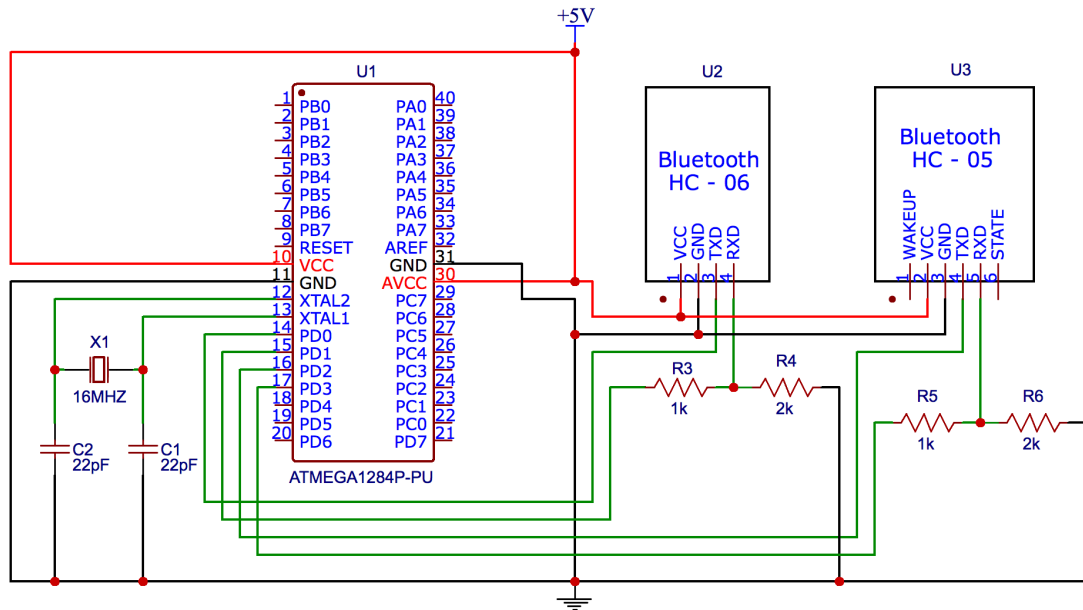 +5V
U1
U2
U3
1 PB0 PA0 40
2 PB1 PA1 39
3 PB2 PA2 38
4 PB3 PA3 37
5 PB4 PA4 36
6 PB5 PA5 35
7 PB6 PA6 34
8 PB7 PA7 33
9 RESET AREF 32
10 VCC GND 31
11 GND AVCC 30
12 XTAL2 PC7 29
13 XTAL1 PC6 28
14 PD0 PC5 27
15 PD1 PC4 26
16 PD2 PC3 25
17 PD3 PC2 24
18 PD4 PC1 23
19 PD5 PC0 22
20 PD6 PD7 21
ATMEGA1284P-PU
Bluetooth
HC - 06
VCC GND TXD RXD
1 2 3 4
Bluetooth
HC - 05
WAKEUP VCC GND TXD RXD STATE
1 2 3 4 5 6
X1
16MHZ
C2
22pF
C1
22pF
R3
1k
R4
2k
R5
1k
R6
2k